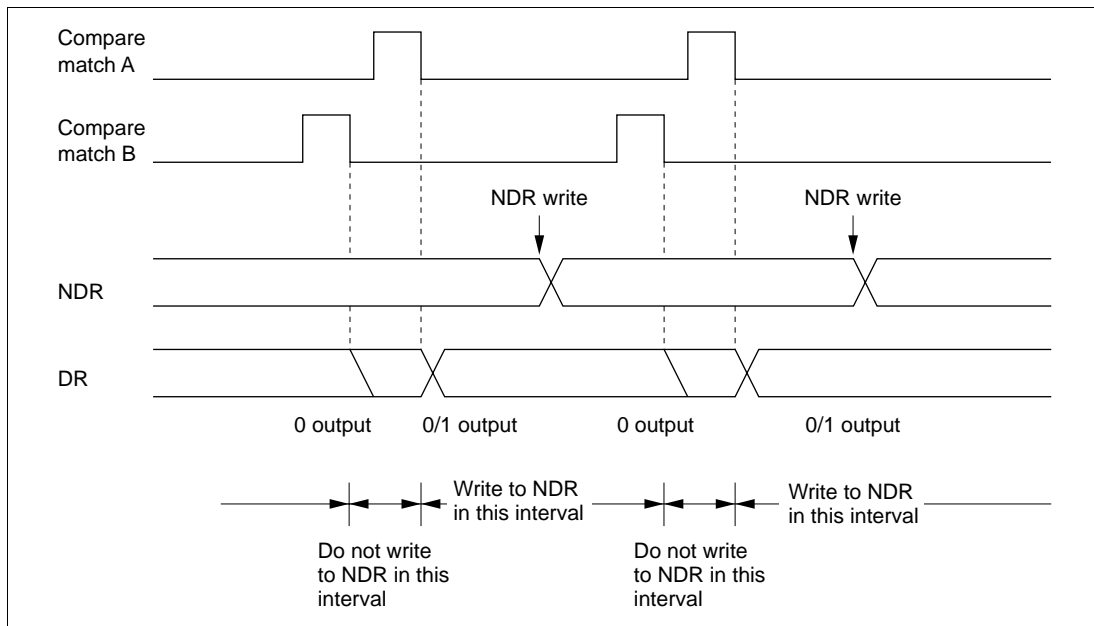 Compare
match A
Compare
match B
NDR write
NDR write
NDR
DR
0 output
0/1 output
0 output
0/1 output
Write to NDR
in this interval
Write to NDR
in this interval
Do not write
to NDR in this
interval
Do not write
to NDR in this
interval